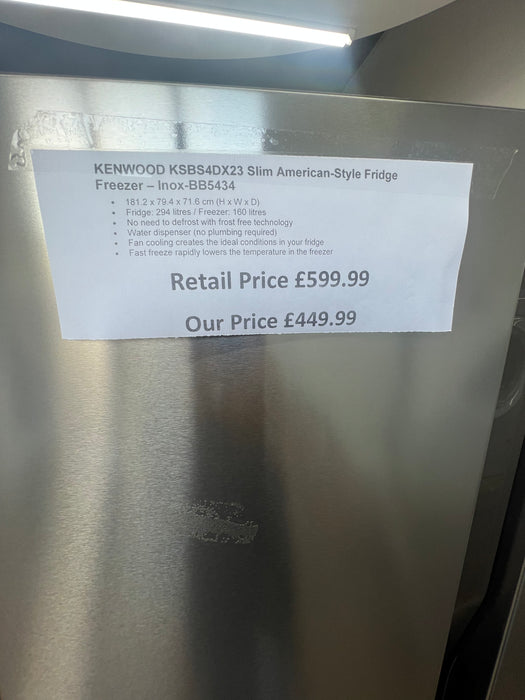 KENWOOD KSBS4DX23 Slim American-Style Fridge
Freezer – Inox-BB5434
• 181.2 x 79.4 x 71.6 cm (H x W x D)
• Fridge: 294 litres / Freezer: 160 litres
• No need to defrost with frost free technology
• Water dispenser (no plumbing required)
• Fan cooling creates the ideal conditions in your fridge
• Fast freeze rapidly lowers the temperature in the freezer
Retail Price £599.99
Our Price £449.99